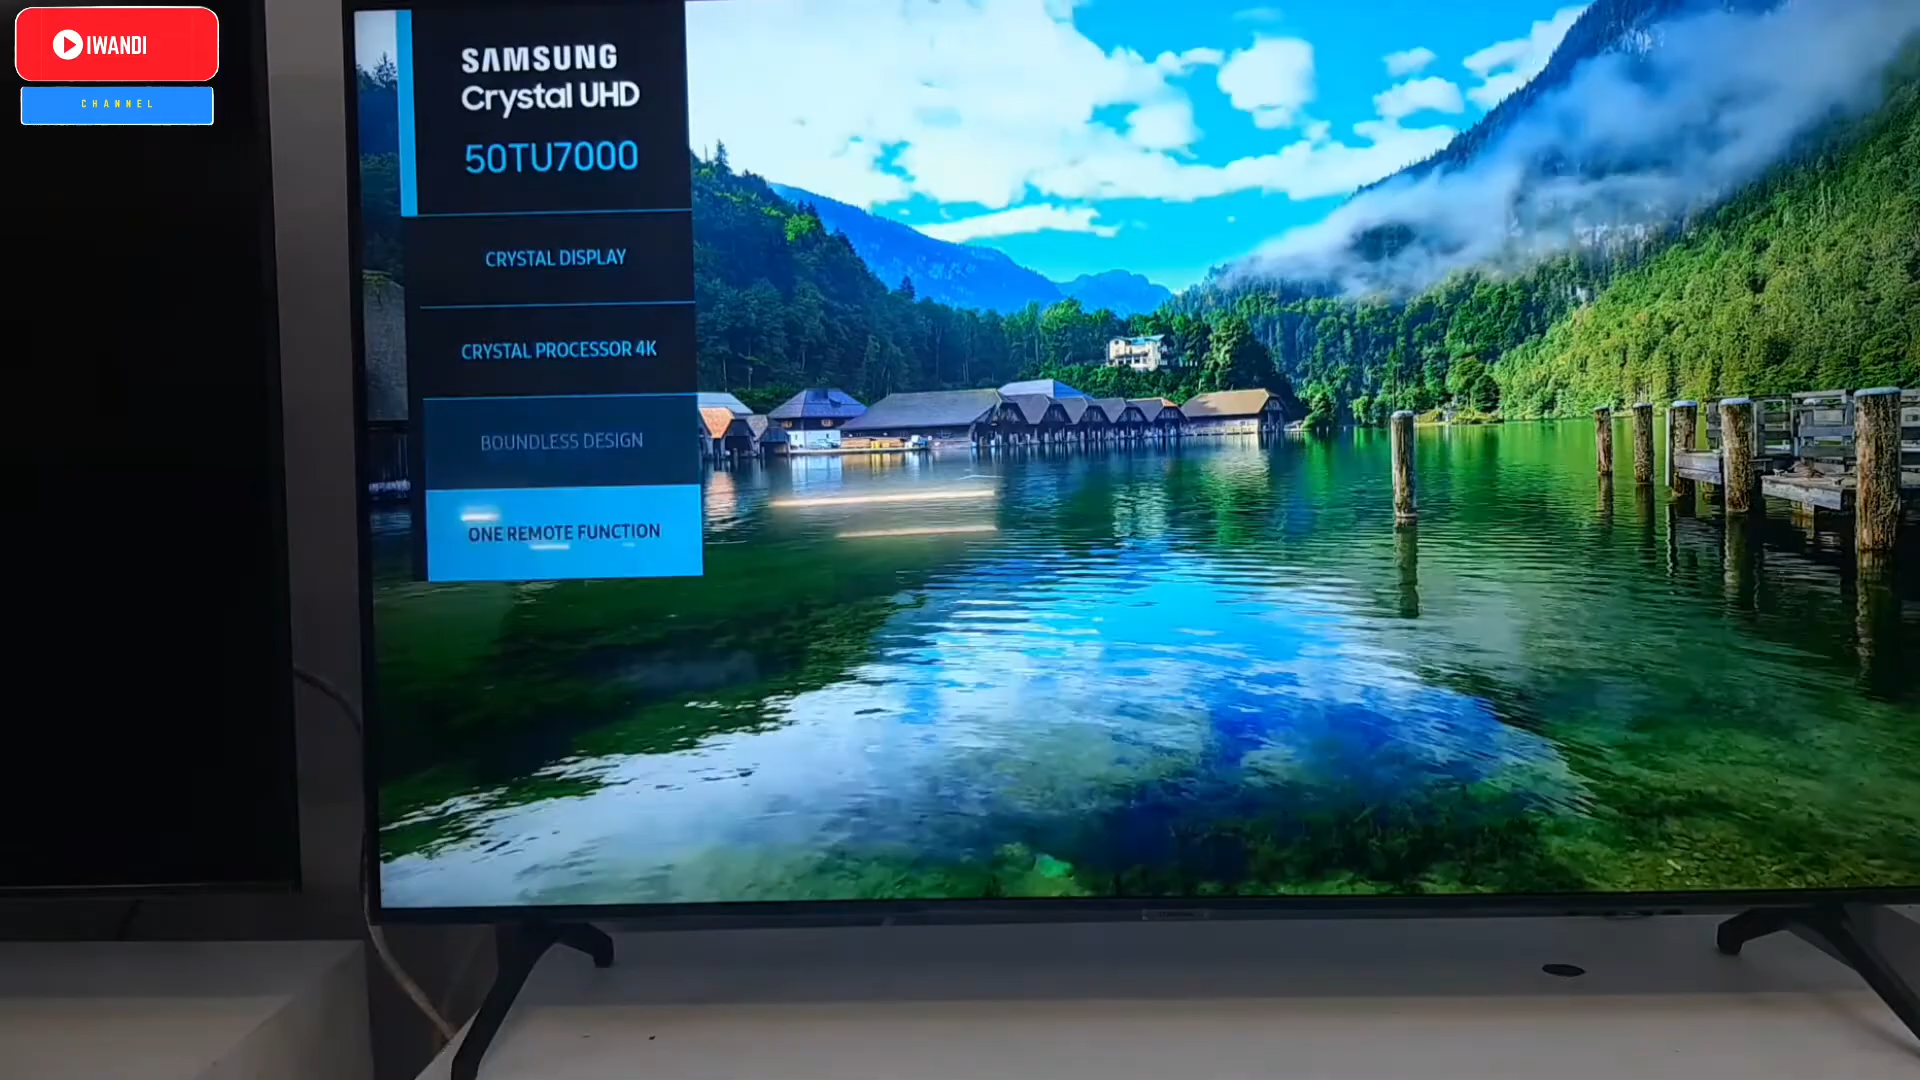 IWANDI
CHANNEL
SAMSUNG
Crystal UHD
50TU7000
CRYSTAL DISPLAY
CRYSTAL PROCESSOR 4K
BOUNDLESS DESIGN
ONE REMOTE FUNCTION